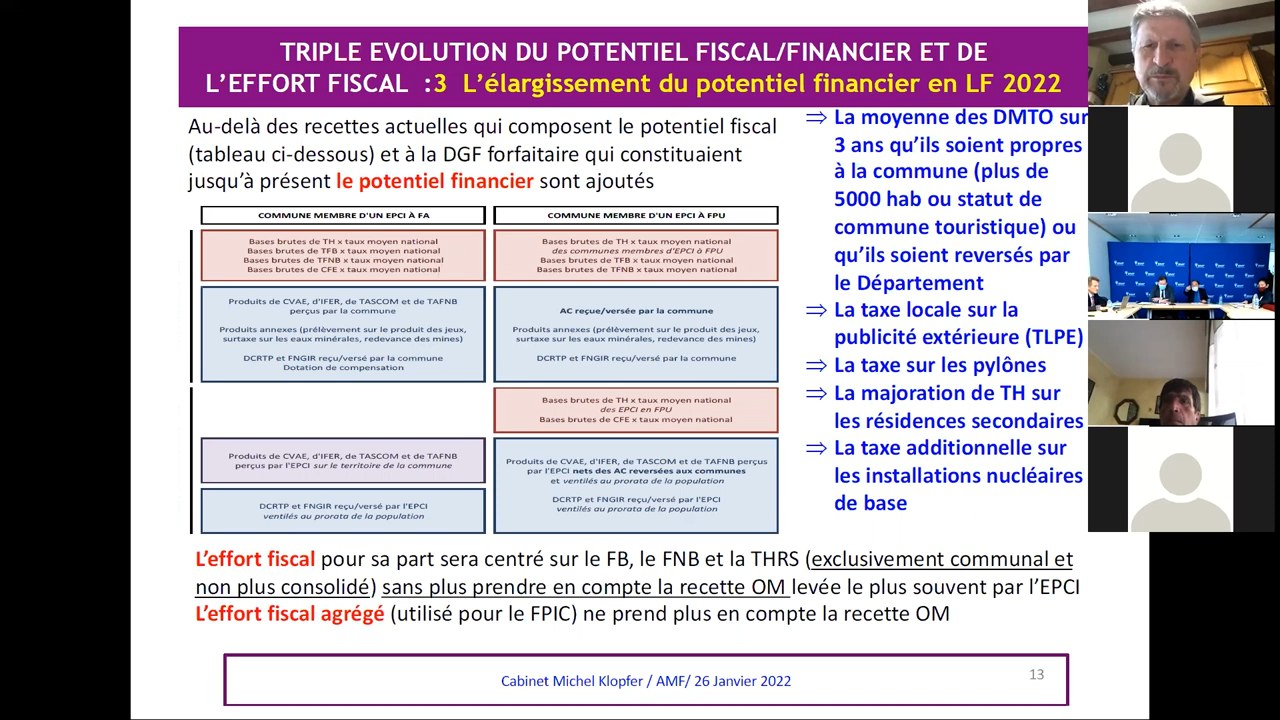 TRIPLE EVOLUTION DU POTENTIEL FISCAL/FINANCIER ET DE
L'EFFORT FISCAL :3 L'élargissement du potentiel financier en LF 2022
Au-delà des recettes actuelles qui composent le potentiel fiscal
(tableau ci-dessous) et à la DGF forfaitaire qui constituaient
jusqu'à présent le potentiel financier sont ajoutés
COMMUNE MEMBRE D'UN EPCI À FA
Bases brutes de TH x taux moyen national
Bases brutes de TFB x taux moyen national
Bases brutes de TFNB x taux moyen national
Bases brutes de CFE x taux moyen national
Produits de CVAE, d'IFER, de TASCOM et de TAFNB
perçus par la commune
Produits annexes (prélèvement sur le produit des jeux,
surtaxe sur les eaux minérales, redevance des mines)
DCRTP et FNGIR reçu/versé par la commune
Dotation de compensation
Produits de CVAE, d'IFER, de TASCOM et de TAFNB
perçus par l'EPCI sur le territoire de la commune
DCRTP et FNGIR reçu/versé par l'EPCI
ventilés au prorata de la population
COMMUNE MEMBRE D'UN EPCI À FPU
Bases brutes de TH x taux moyen national
des communes membres d'EPCI à FPU
Bases brutes de TFB x taux moyen national
Bases brutes de TFNB x taux moyen national
AC reçue/versée par la commune
Produits annexes (prélèvement sur le produit des jeux,
surtaxe sur les eaux minérales, redevance des mines)
DCRTP et FNGIR reçu/versé par la commune
Bases brutes de TH x taux moyen national
des EPCI en FPU
Bases brutes de CFE x taux moyen national
Produits de CVAE, d'IFER, de TASCOM et de TAFNB perçus
par l'EPCI nets des AC reversées aux communes
et ventilés au prorata de la population
DCRTP et FNGIR reçu/versé par l'EPCI
ventilés au prorata de la population
⇒ La moyenne des DMTO sur
3 ans qu'ils soient propres
à la commune (plus de
5000 hab ou statut de
commune touristique) ou
qu'ils soient reversés par
le Département
⇒ La taxe locale sur la
publicité extérieure (TLPE)
⇒ La taxe sur les pylônes
⇒ La majoration de TH sur
les résidences secondaires
⇒ La taxe additionnelle sur
les installations nucléaires
de base
L'effort fiscal pour sa part sera centré sur le FB, le FNB et la THRS (exclusivement communal et
non plus consolidé) sans plus prendre en compte la recette OM levée le plus souvent par l'EPCI
L'effort fiscal agrégé (utilisé pour le FPIC) ne prend plus en compte la recette OM
Cabinet Michel Klopfer / AMF/ 26 Janvier 2022
13